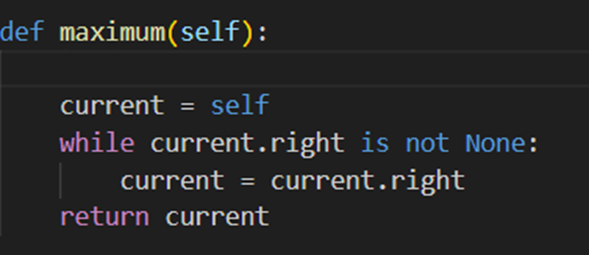 def maximum(self):
    current = self
    while current.right is not None:
        current = current.right
    return current